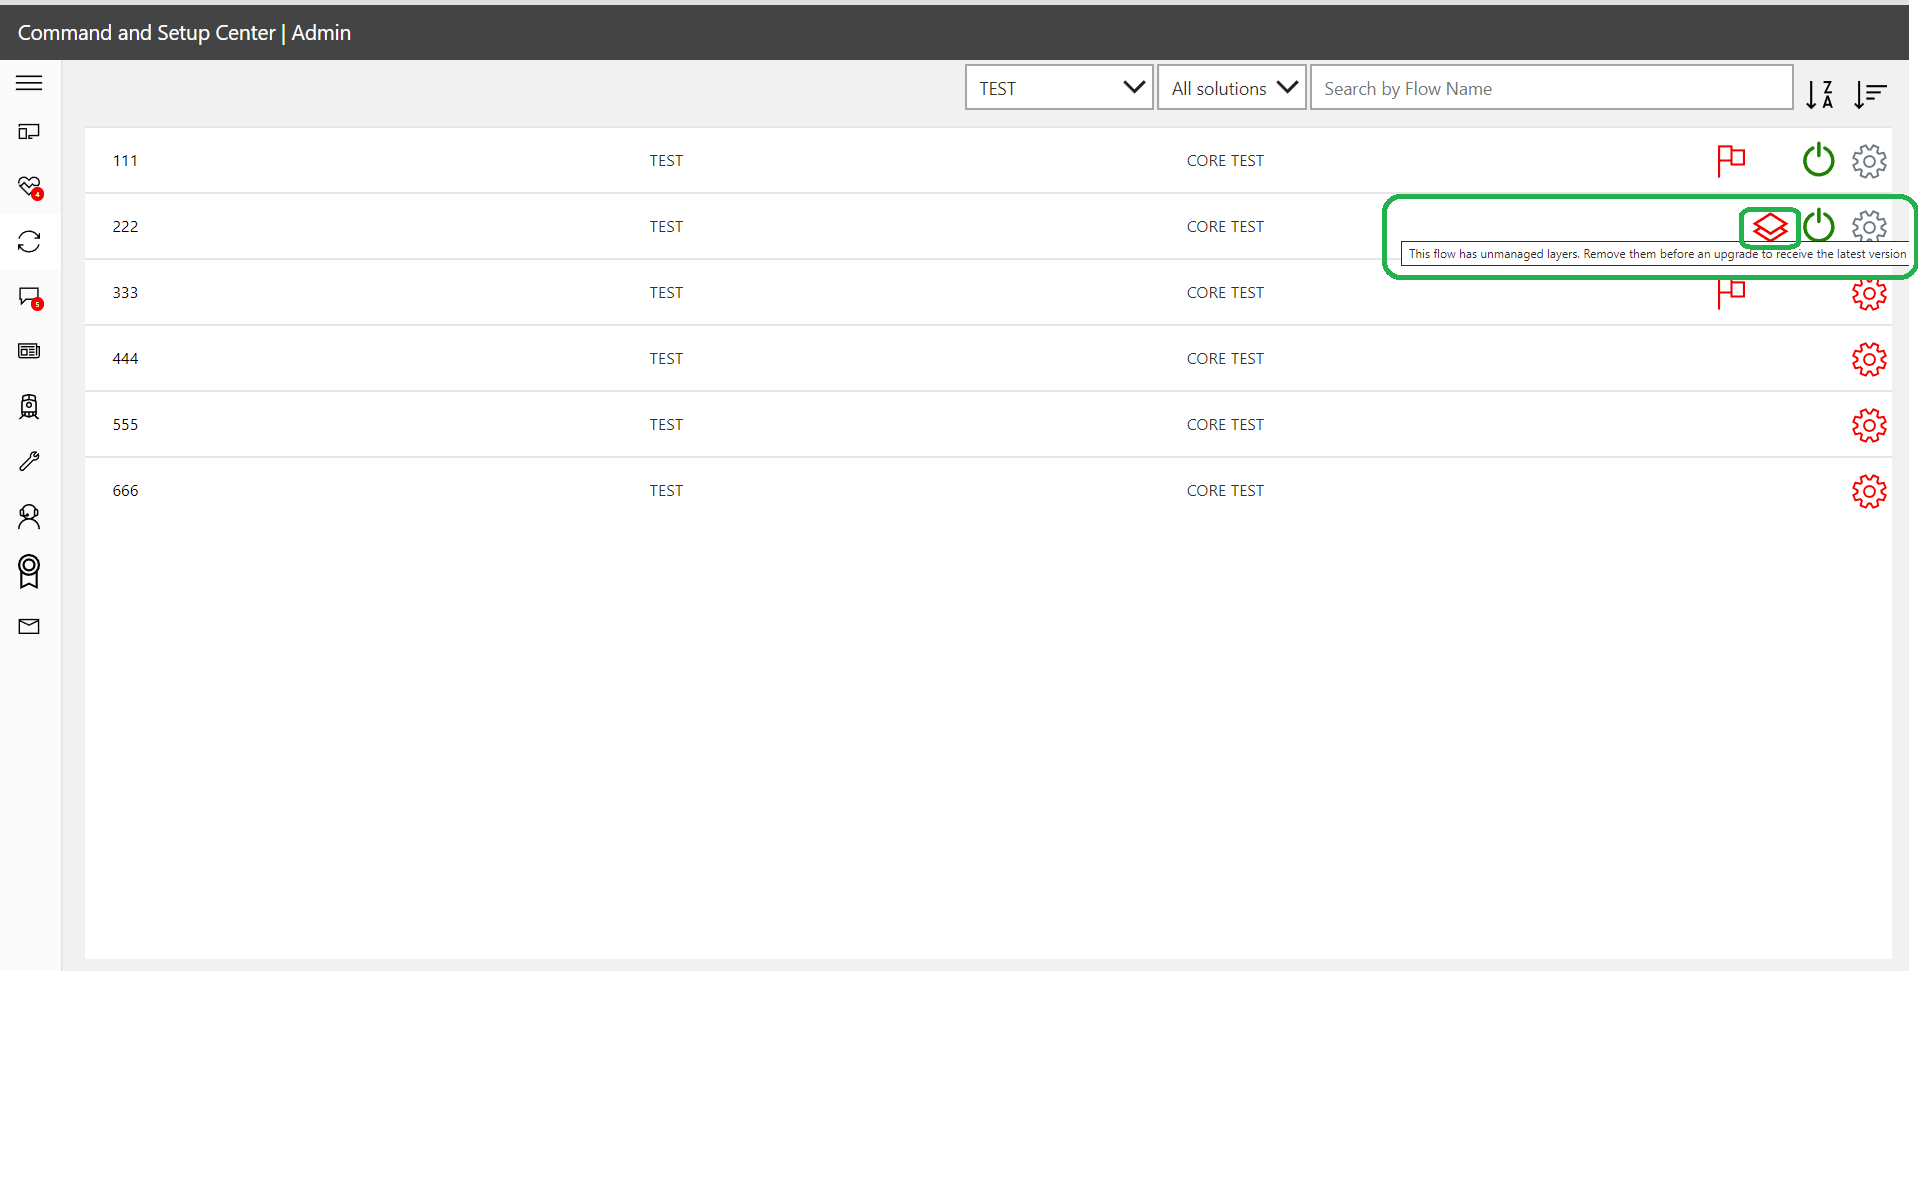 Command and Setup Center | Admin
TEST
All solutions
Search by Flow Name
Z
A
111 TEST CORE TEST
222 TEST CORE TEST
This flow has unmanaged layers. Remove them before an upgrade to receive the latest version
333 TEST CORE TEST
444 TEST CORE TEST
555 TEST CORE TEST
666 TEST CORE TEST
4
5